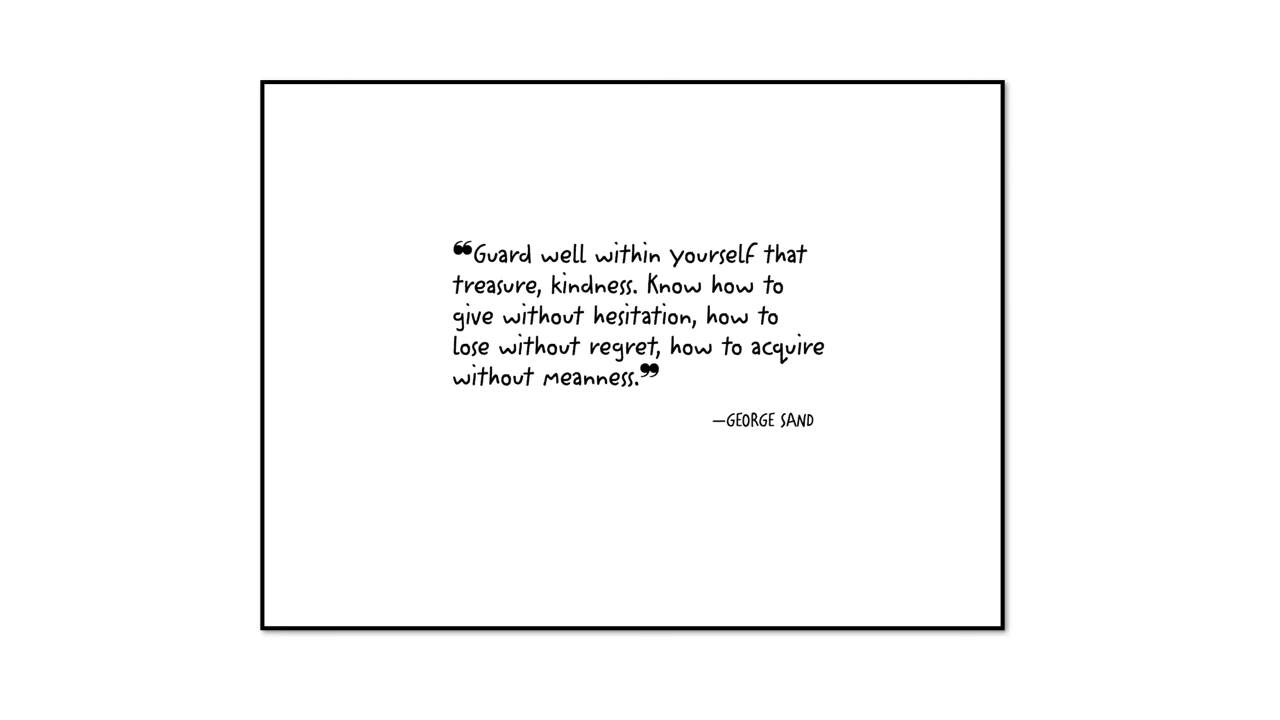 ❝Guard well within yourself that
treasure, kindness. Know how to
give without hesitation, how to
lose without regret, how to acquire
without meanness.❞
—GEORGE SAND